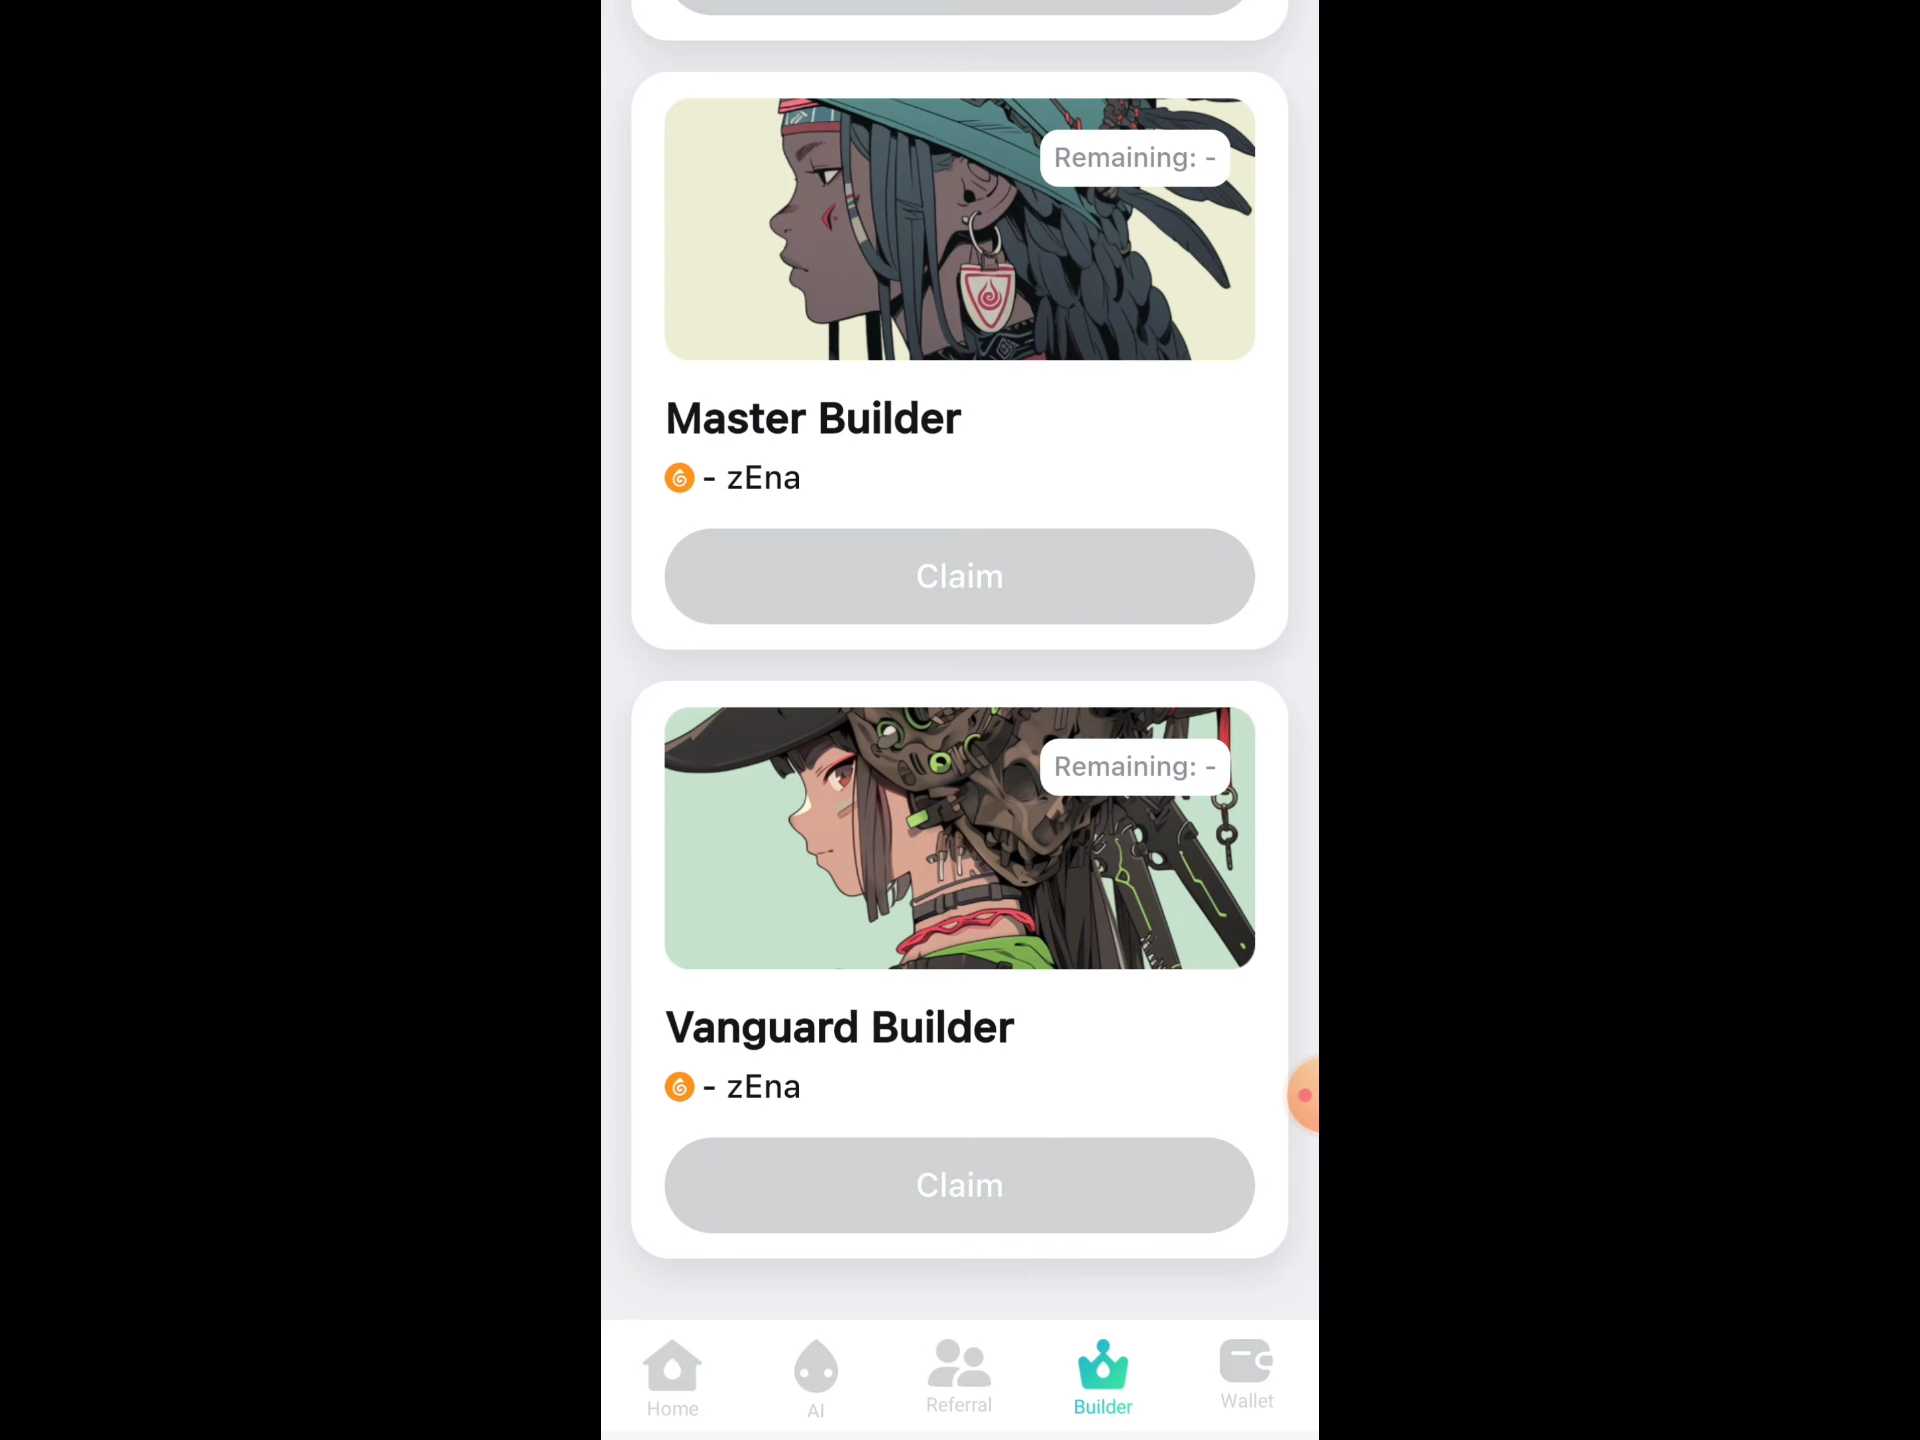 Remaining: -
Master Builder
- zEna
Claim
Remaining: -
Vanguard Builder
- zEna
Claim
Home
AI
Referral
Builder
Wallet